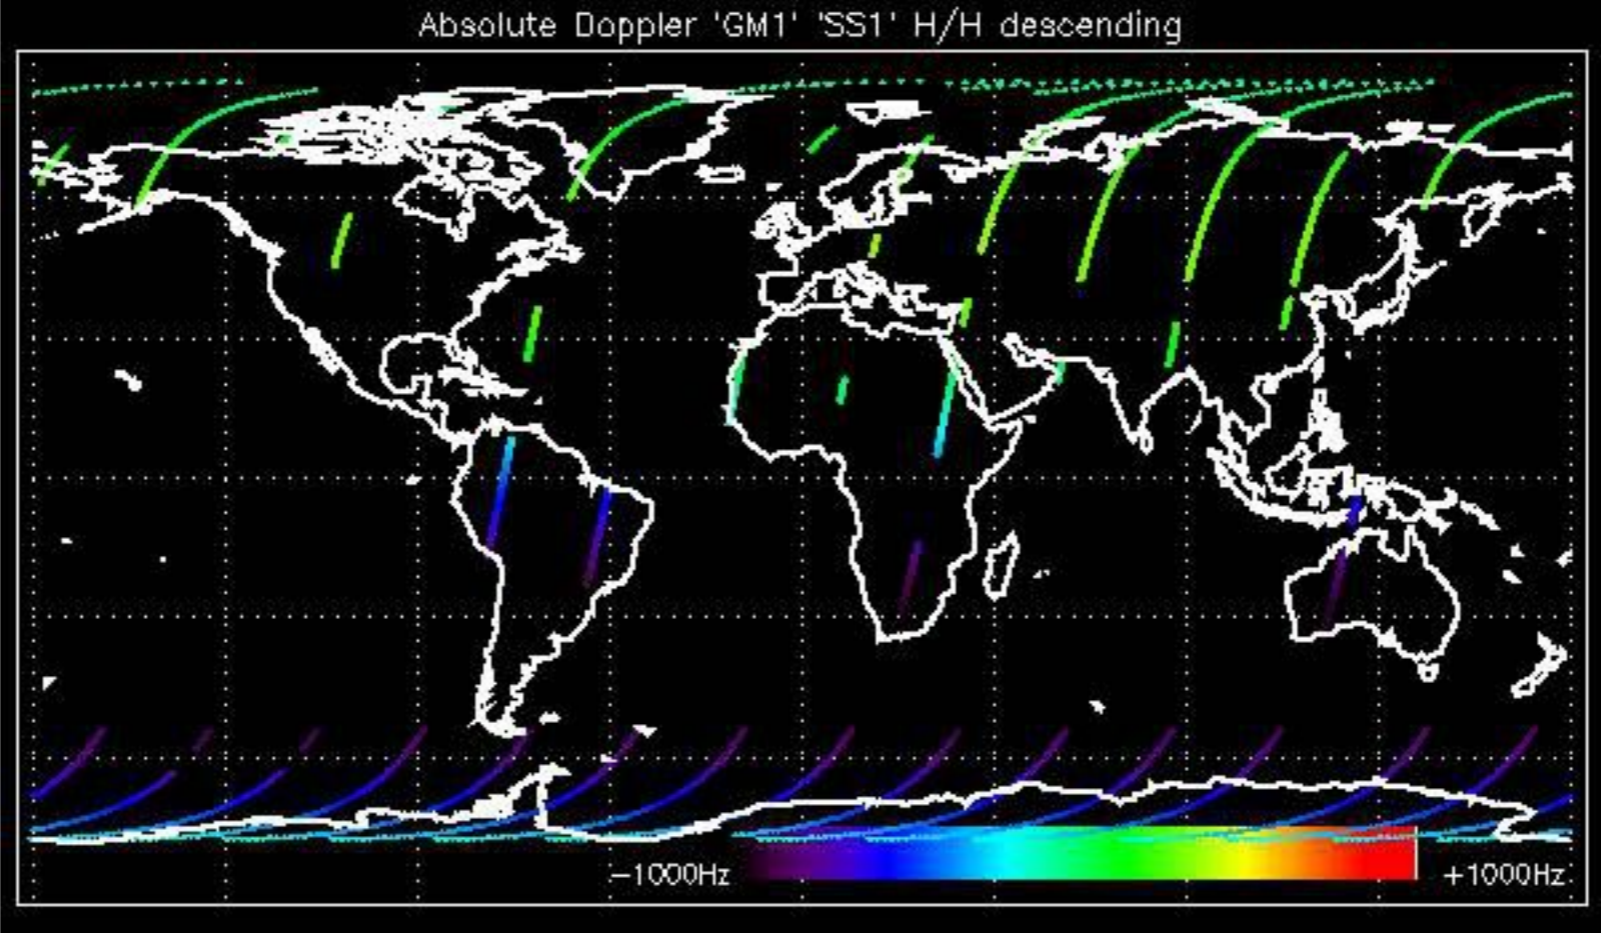 Absolute Doppler 'GM1' 'SS1' H/H descending
−1000Hz +1000Hz